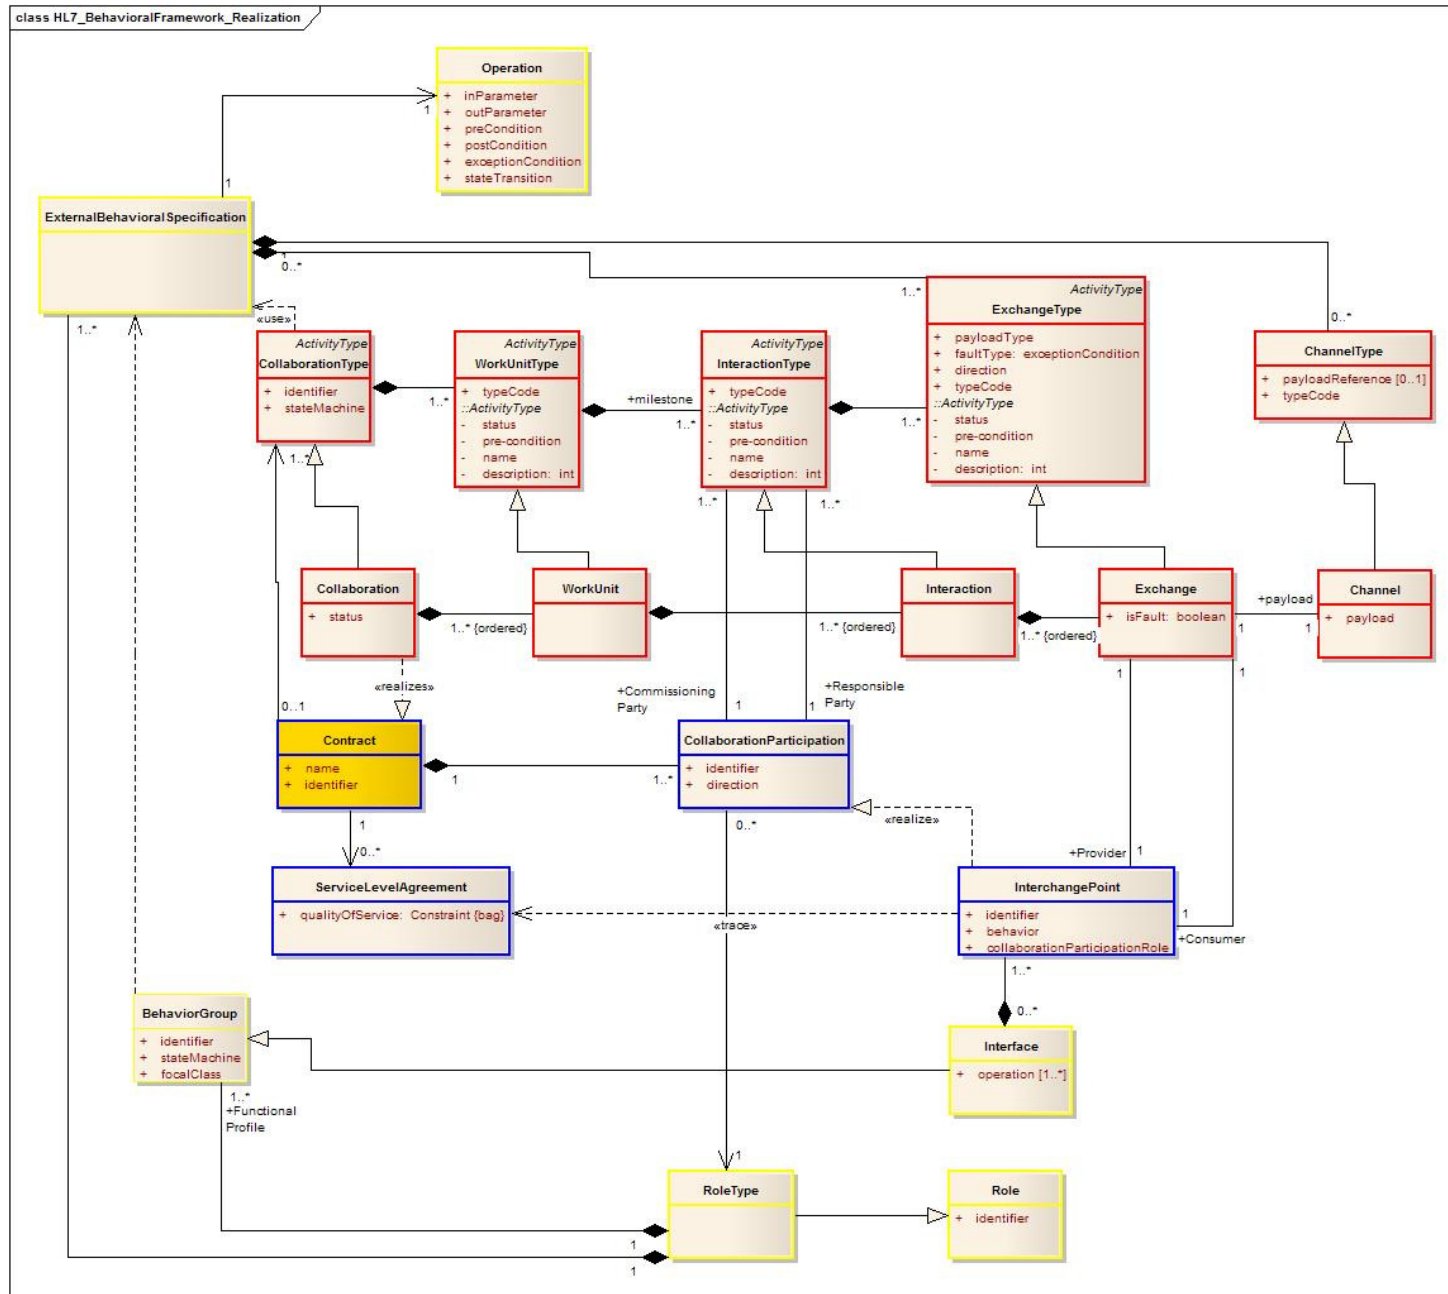 class HL7_BehavioralFramework_Realization
Operation
+ inParameter
+ outParameter
+ preCondition
+ postCondition
+ exceptionCondition
+ stateTransition
1
1
ExternalBehavioralSpecification
1
0..*
1..*
«use»
1..*
0..*
ActivityType
CollaborationType
+ identifier
+ stateMachine
1..*
1..*
ActivityType
WorkUnitType
+ typeCode
::ActivityType
- status
- pre-condition
- name
- description: int
+milestone
1..*
ActivityType
InteractionType
+ typeCode
::ActivityType
- status
- pre-condition
- name
- description: int
1..*
1..*
1..*
ActivityType
ExchangeType
+ payloadType
+ faultType: exceptionCondition
+ direction
+ typeCode
::ActivityType
- status
- pre-condition
- name
- description: int
ChannelType
+ payloadReference [0..1]
+ typeCode
Collaboration
+ status
1..* {ordered}
WorkUnit
1..* {ordered}
Interaction
1..* {ordered}
Exchange
+ isFault: boolean
+payload
1
1
Channel
+ payload
1
1
«realizes»
+Commissioning
Party
1
+Responsible
Party
1
0..1
Contract
+ name
+ identifier
1
1..*
CollaborationParticipation
+ identifier
+ direction
«realize»
1
0..*
0..*
+Provider
1
ServiceLevelAgreement
+ qualityOfService: Constraint {bag}
«trace»
InterchangePoint
+ identifier
+ behavior
+ collaborationParticipationRole
1
+Consumer
1..*
0..*
BehaviorGroup
+ identifier
+ stateMachine
+ focalClass
1..*
+Functional
Profile
Interface
+ operation [1..*]
1
RoleType
1
1
Role
+ identifier